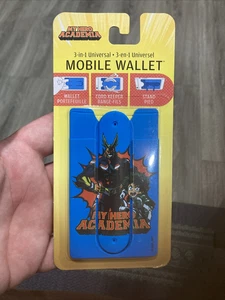 MY HERO
ACADEMIA
3-in-1 Universal • 3-en-1 Universel
MOBILE WALLET
WALLET
PORTEFEUILLE
CORD KEEPER
RANGE-FILS
STAND
PIED
MY HERO
ACADEMIA